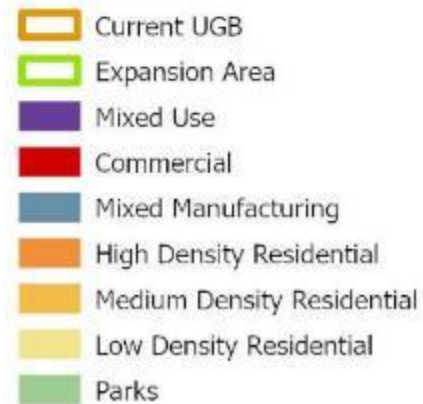 Current UGB
Expansion Area
Mixed Use
Commercial
Mixed Manufacturing
High Density Residential
Medium Density Residential
Low Density Residential
Parks